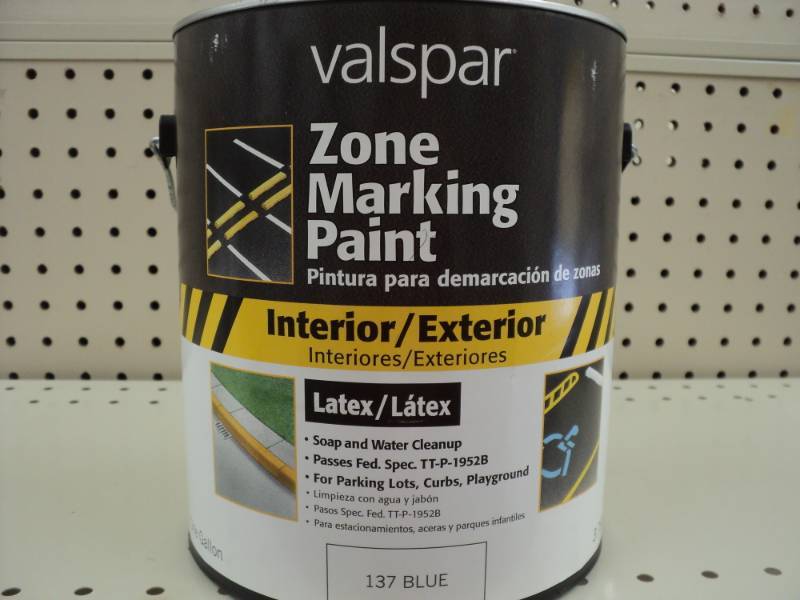 valspar
Zone
Marking
Paint
Pintura para demarcación de zonas
Interior/Exterior
Interiores/Exteriores
Latex/Látex
• Soap and Water Cleanup
• Passes Fed. Spec. TT-P-1952B
• For Parking Lots, Curbs, Playground
• Limpieza con agua y jabón
• Pasos Spec. Fed. TT-P-1952B
• Para estacionamientos, aceras y parques infantiles
Gallon
137 BLUE